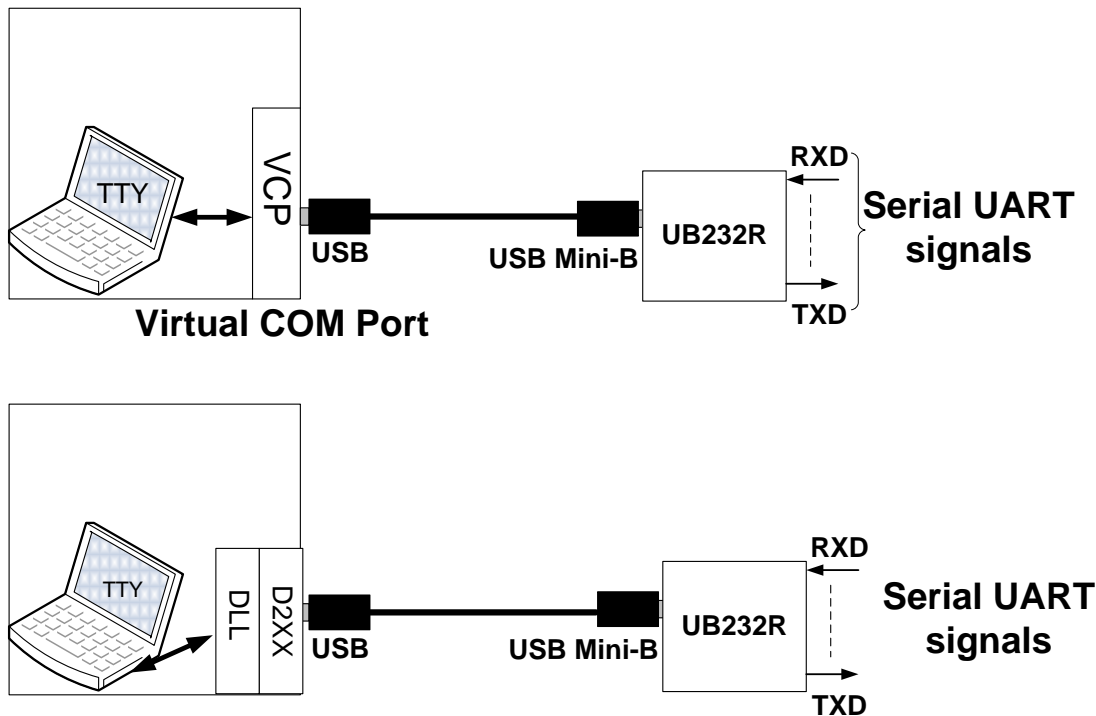 TTY
VCP
USB
USB Mini-B
UB232R
RXD
TXD
Serial UART
signals
Virtual COM Port
TTY
DLL
D2XX
USB
USB Mini-B
UB232R
RXD
TXD
Serial UART
signals